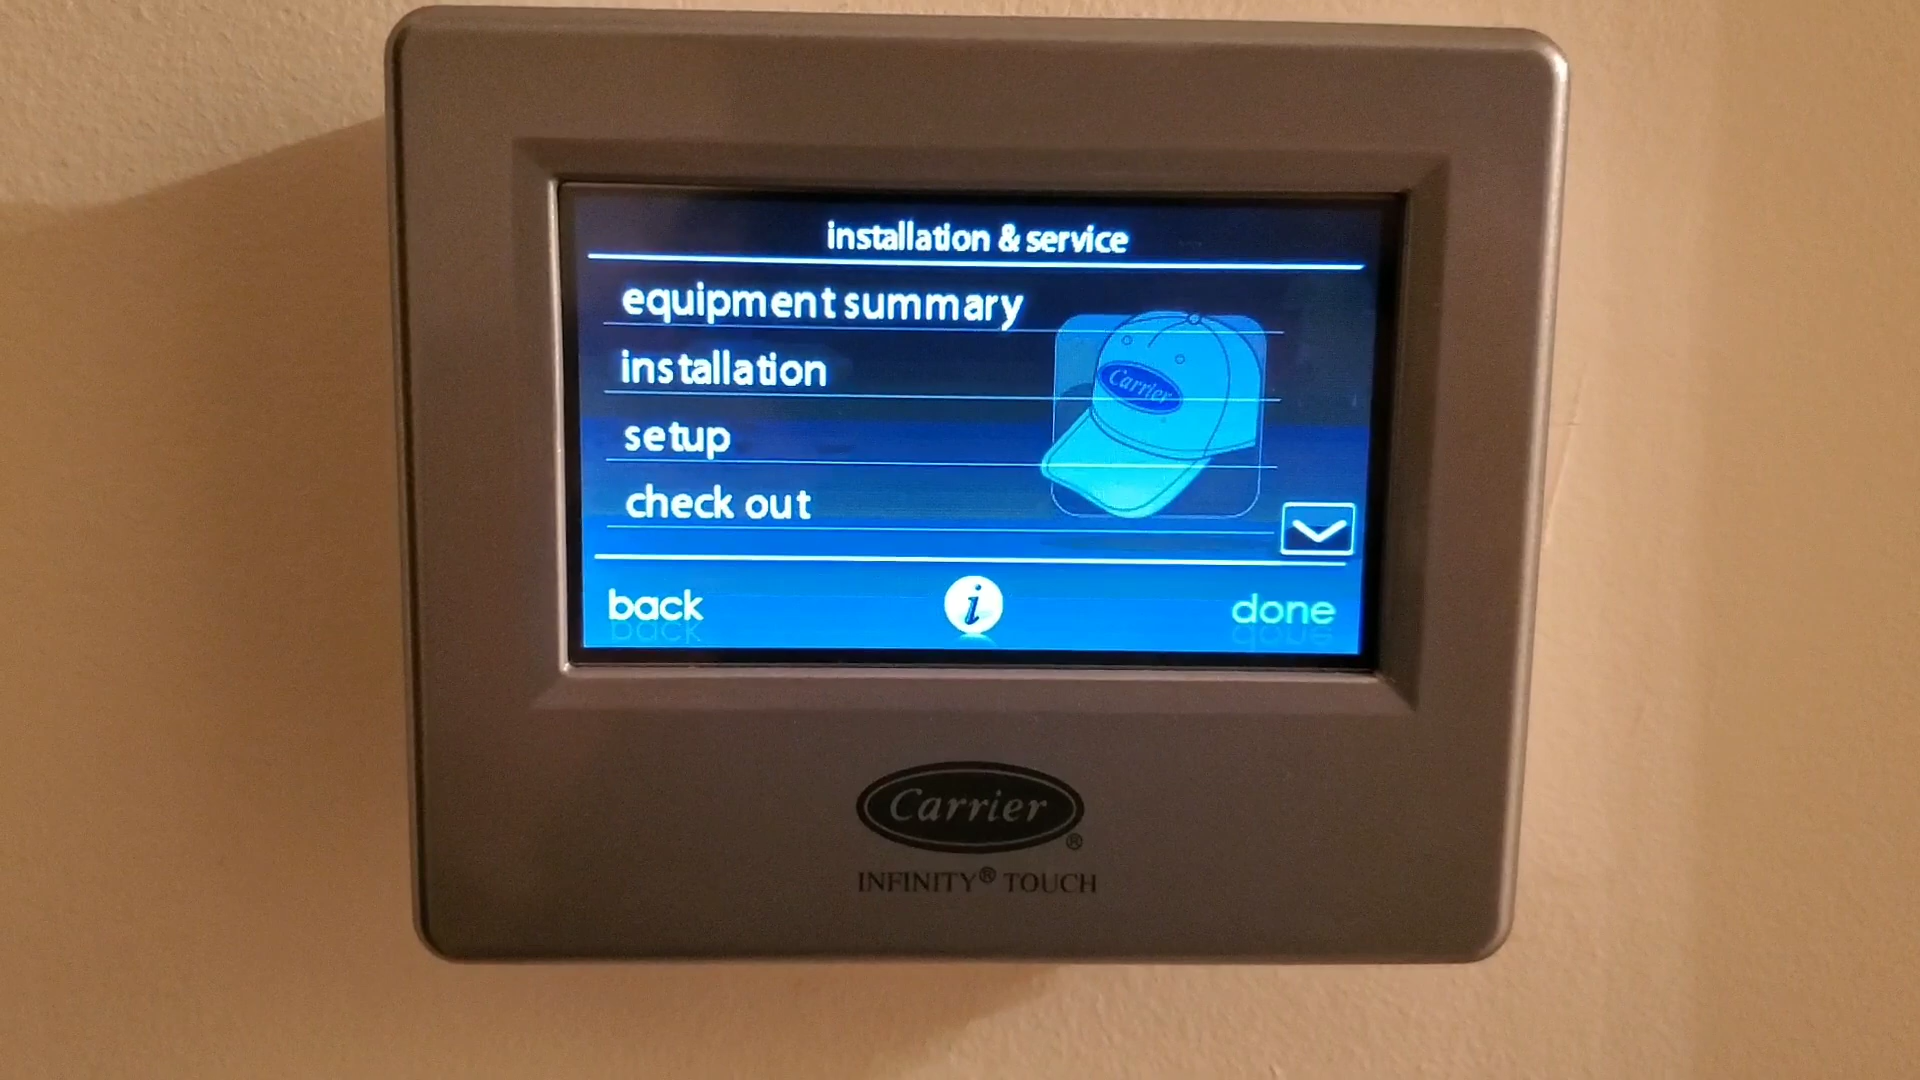 installation & service
equipment summary
installation
Carrier
setup
check out
back
i
done
Carrier®
INFINITY® TOUCH